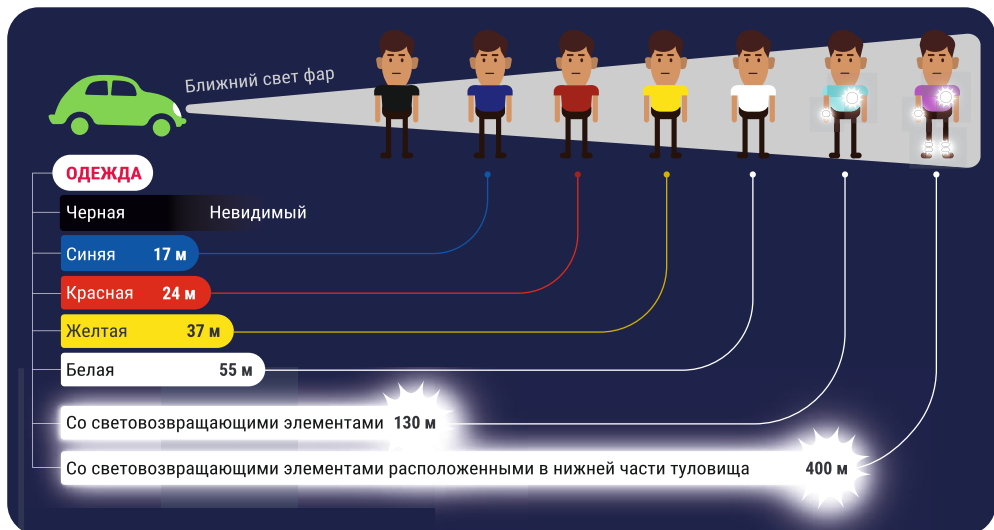 Ближний свет фар
ОДЕЖДА
Черная Невидимый
Синяя 17 м
Красная 24 м
Желтая 37 м
Белая 55 м
Со световозвращающими элементами 130 м
Со световозвращающими элементами расположенными в нижней части туловища 400 м